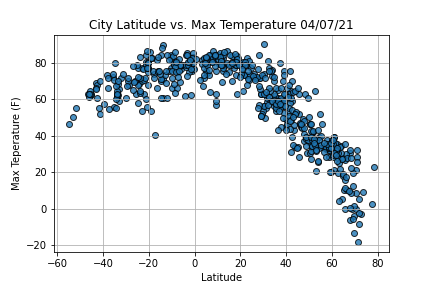 City Latitude vs. Max Temperature 04/07/21
Max Teperature (F)
80
60
40
20
0
−20
−60 −40 −20 0 20 40 60 80
Latitude